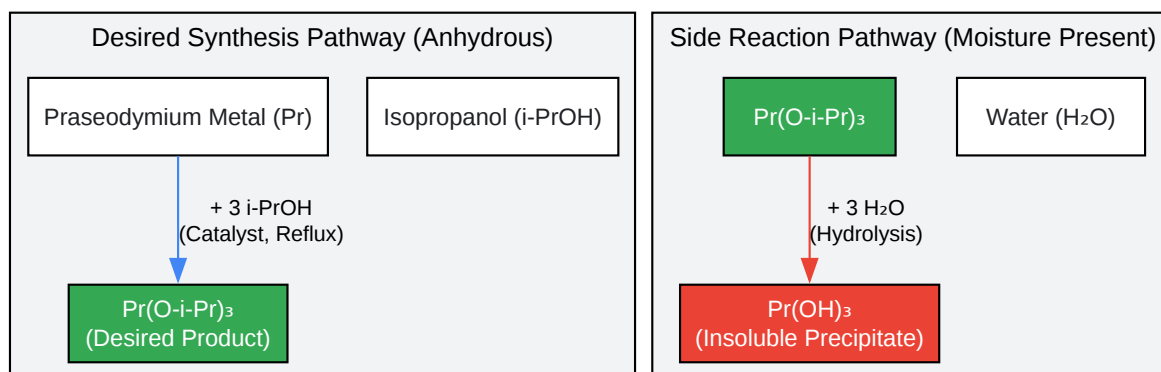 Desired Synthesis Pathway (Anhydrous)
Praseodymium Metal (Pr)
Isopropanol (i-PrOH)
+ 3 i-PrOH
(Catalyst, Reflux)
Pr(O-i-Pr)₃
(Desired Product)
Side Reaction Pathway (Moisture Present)
Pr(O-i-Pr)₃
Water (H₂O)
+ 3 H₂O
(Hydrolysis)
Pr(OH)₃
(Insoluble Precipitate)